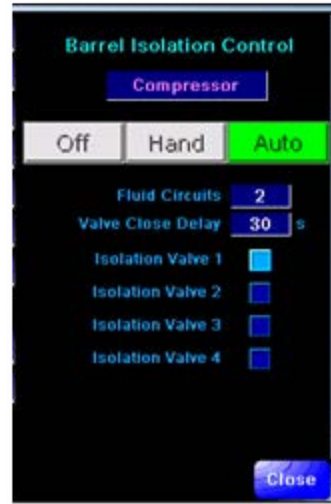 Barrel Isolation Control
Compressor
Off Hand Auto
Fluid Circuits 2
Valve Close Delay 30 s
Isolation Valve 1
Isolation Valve 2
Isolation Valve 3
Isolation Valve 4
Close